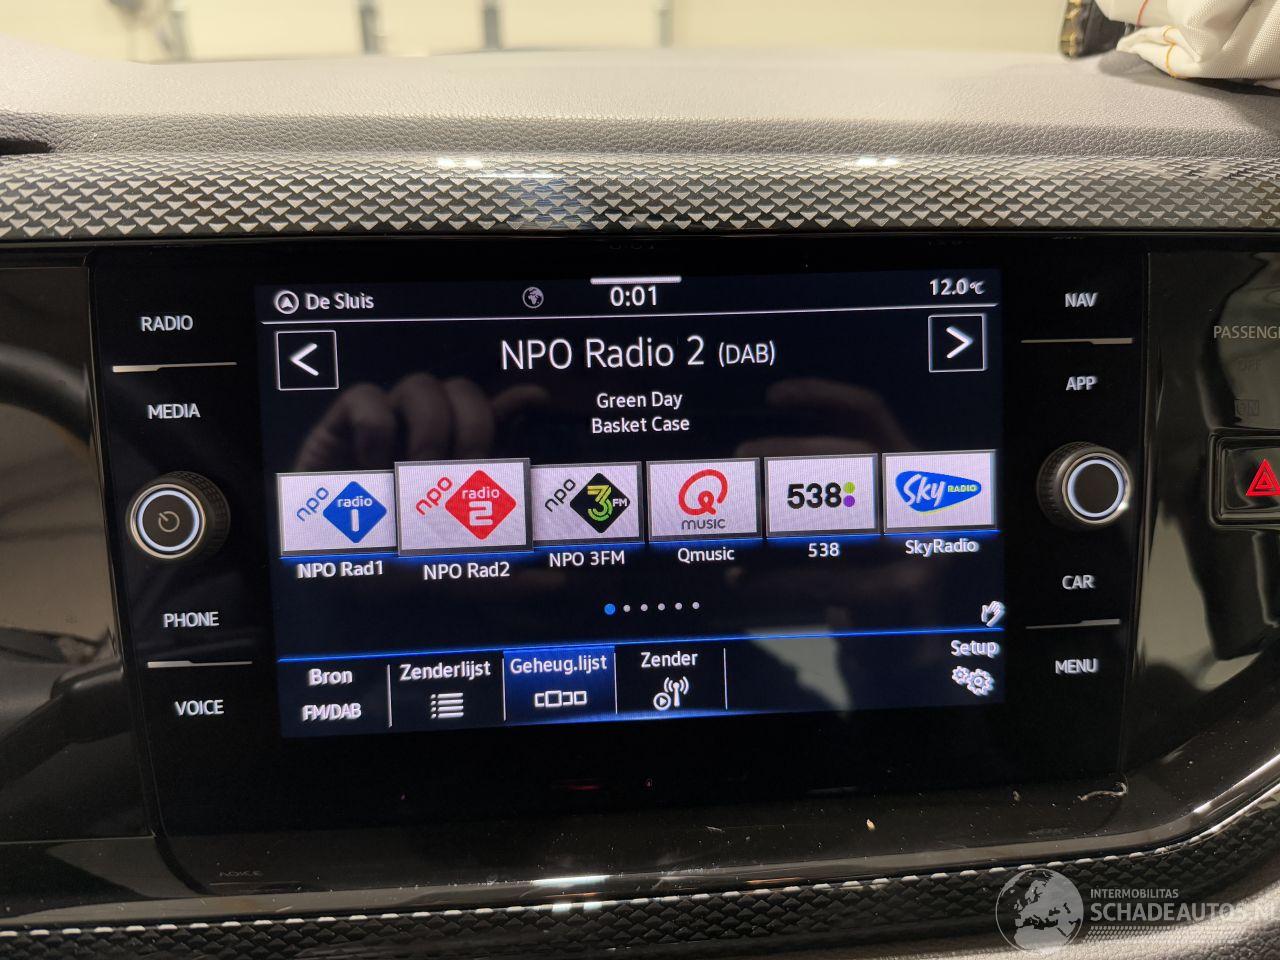 De Sluis
0:01
12.0°C
NPO Radio 2 (DAB)
Green Day
Basket Case
npo radio 1
npo radio 2
npo 3FM
Q MUSIC
538
Sky RADIO
NPO Rad1
NPO Rad2
NPO 3FM
Qmusic
538
SkyRadio
Bron
FM/DAB
Zenderlijst
Geheug.lijst
Zender
Setup
RADIO
MEDIA
PHONE
VOICE
NAV
APP
CAR
MENU
PASSENG
INTERMOBILITAS
SCHADEAUTOS.NL